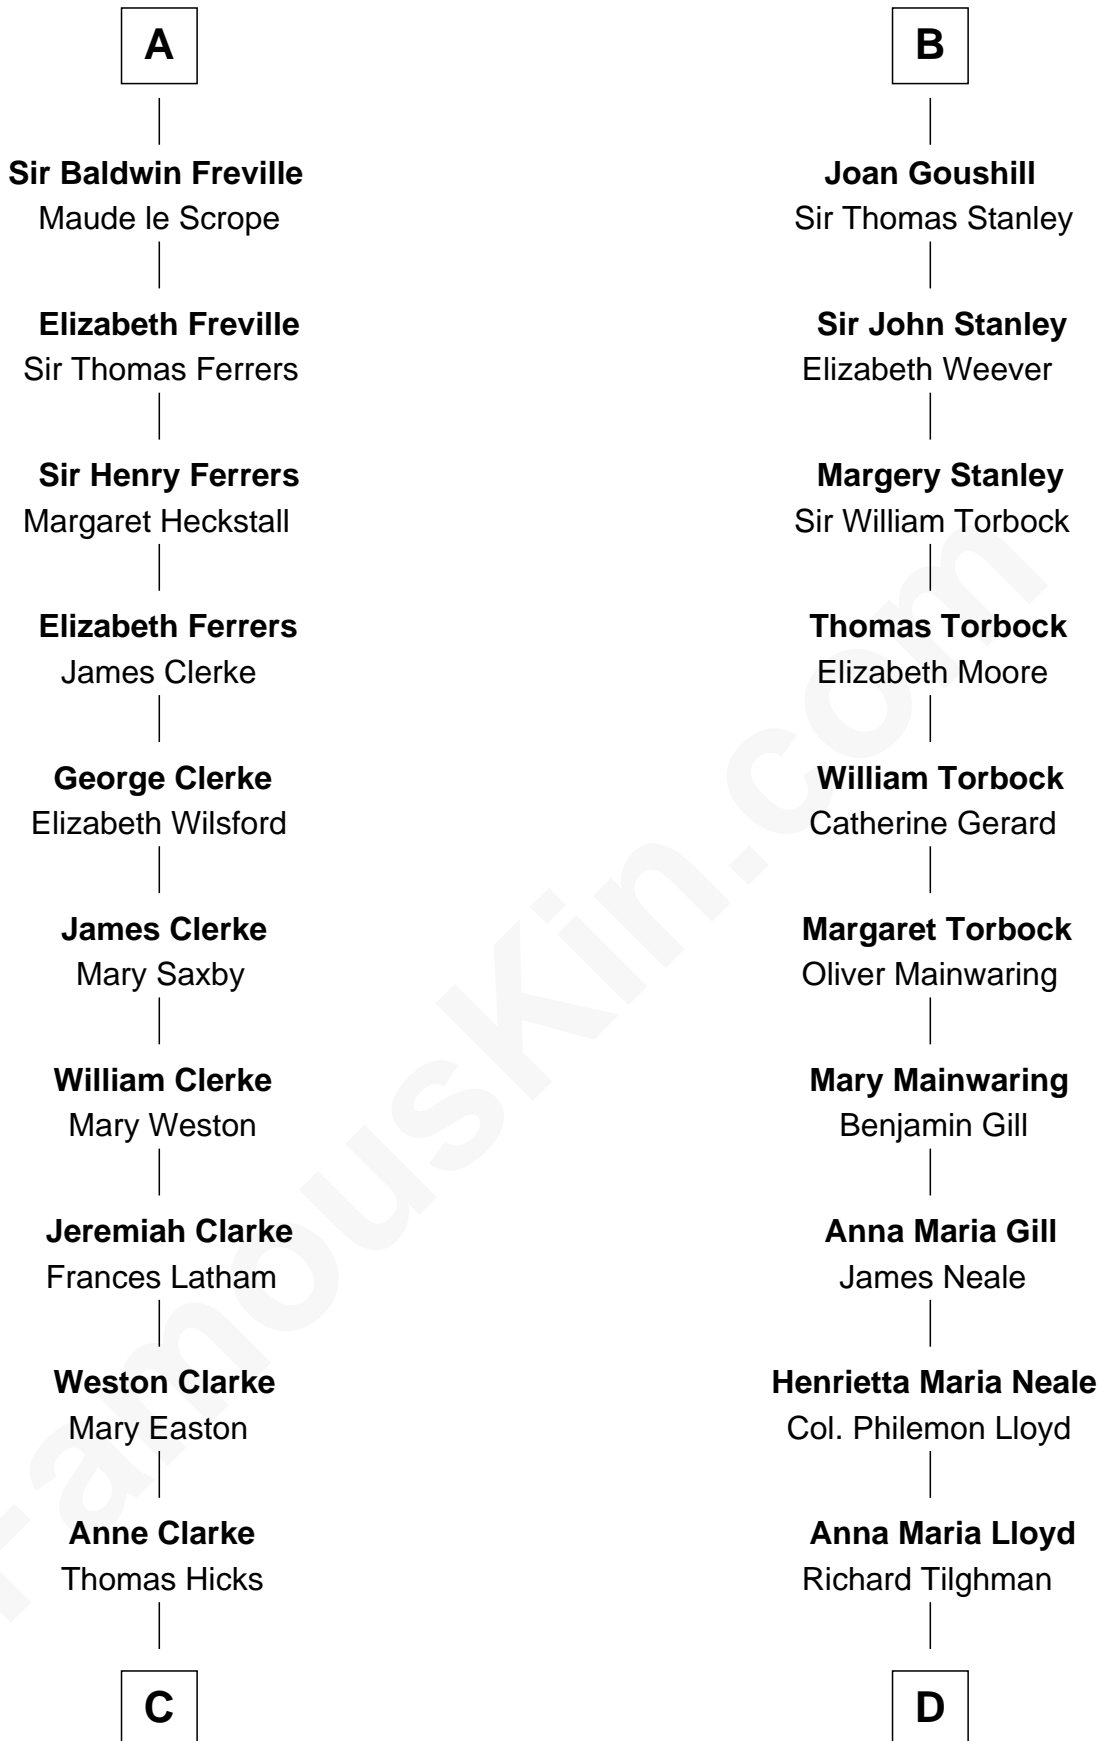 A
Sir Baldwin Freville
Maude le Scrope
Elizabeth Freville
Sir Thomas Ferrers
Sir Henry Ferrers
Margaret Heckstall
Elizabeth Ferrers
James Clerke
George Clerke
Elizabeth Wilsford
James Clerke
Mary Saxby
William Clerke
Mary Weston
Jeremiah Clarke
Frances Latham
Weston Clarke
Mary Easton
Anne Clarke
Thomas Hicks
C
B
Joan Goushill
Sir Thomas Stanley
Sir John Stanley
Elizabeth Weever
Margery Stanley
Sir William Torbock
Thomas Torbock
Elizabeth Moore
William Torbock
Catherine Gerard
Margaret Torbock
Oliver Mainwaring
Mary Mainwaring
Benjamin Gill
Anna Maria Gill
James Neale
Henrietta Maria Neale
Col. Philemon Lloyd
Anna Maria Lloyd
Richard Tilghman
D
FamousKin.com